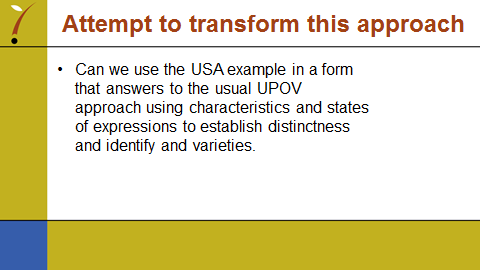 Attempt to transform this approach
• Can we use the USA example in a form
that answers to the usual UPOV
approach using characteristics and states
of expressions to establish distinctness
and identify and varieties.